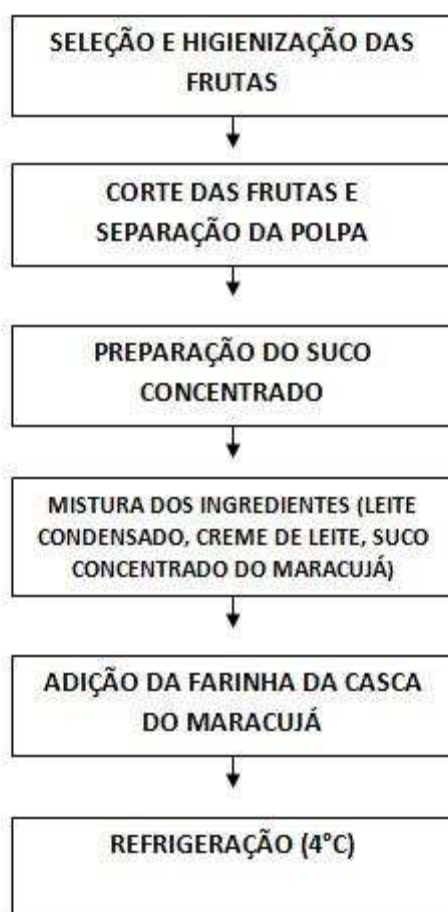 SELEÇÃO E HIGIENIZAÇÃO DAS
FRUTAS
CORTE DAS FRUTAS E
SEPARAÇÃO DA POLPA
PREPARAÇÃO DO SUCO
CONCENTRADO
MISTURA DOS INGREDIENTES (LEITE
CONDENSADO, CREME DE LEITE, SUCO
CONCENTRADO DO MARACUJÁ)
ADIÇÃO DA FARINHA DA CASCA
DO MARACUJÁ
REFRIGERAÇÃO (4°C)